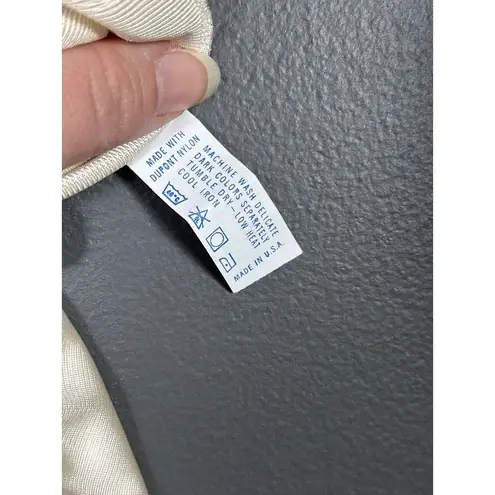 MADE WITH
DUPONT NYLON
MACHINE WASH DELICATE
DARK COLORS SEPARATELY
TUMBLE DRY - LOW HEAT
COOL IRON
MADE IN U.S.A.